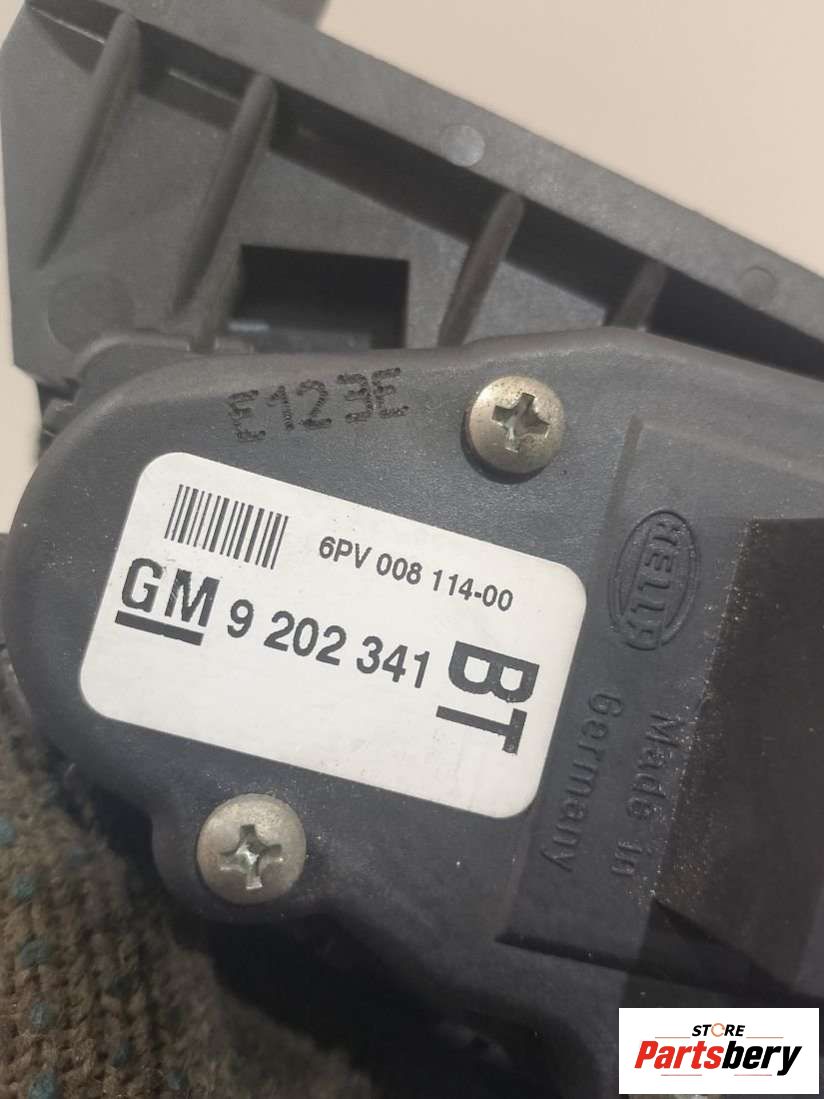 E123E
6PV 008 114-00
GM 9 202 341 BT
HELLA
Made in
Germany
STORE
Partsbery